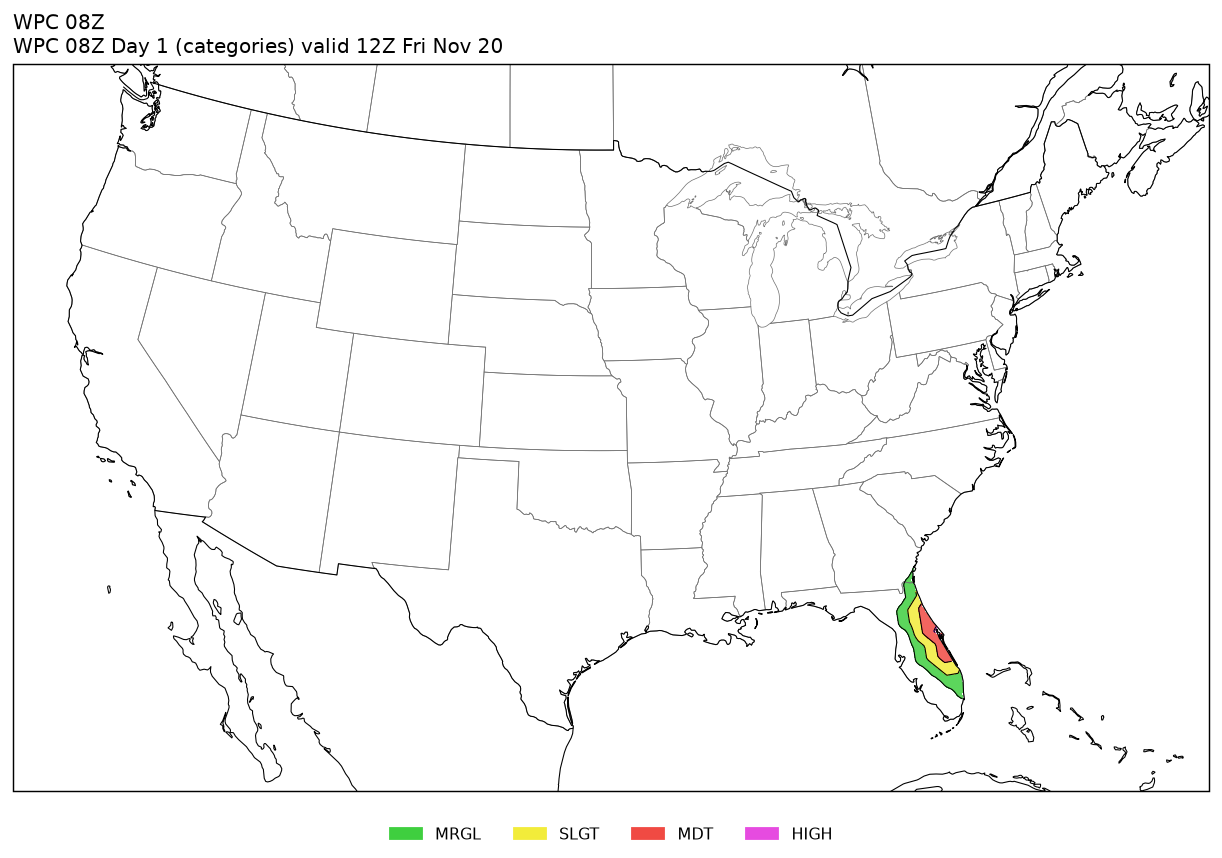 WPC 08Z
WPC 08Z Day 1 (categories) valid 12Z Fri Nov 20
MRGL SLGT MDT HIGH